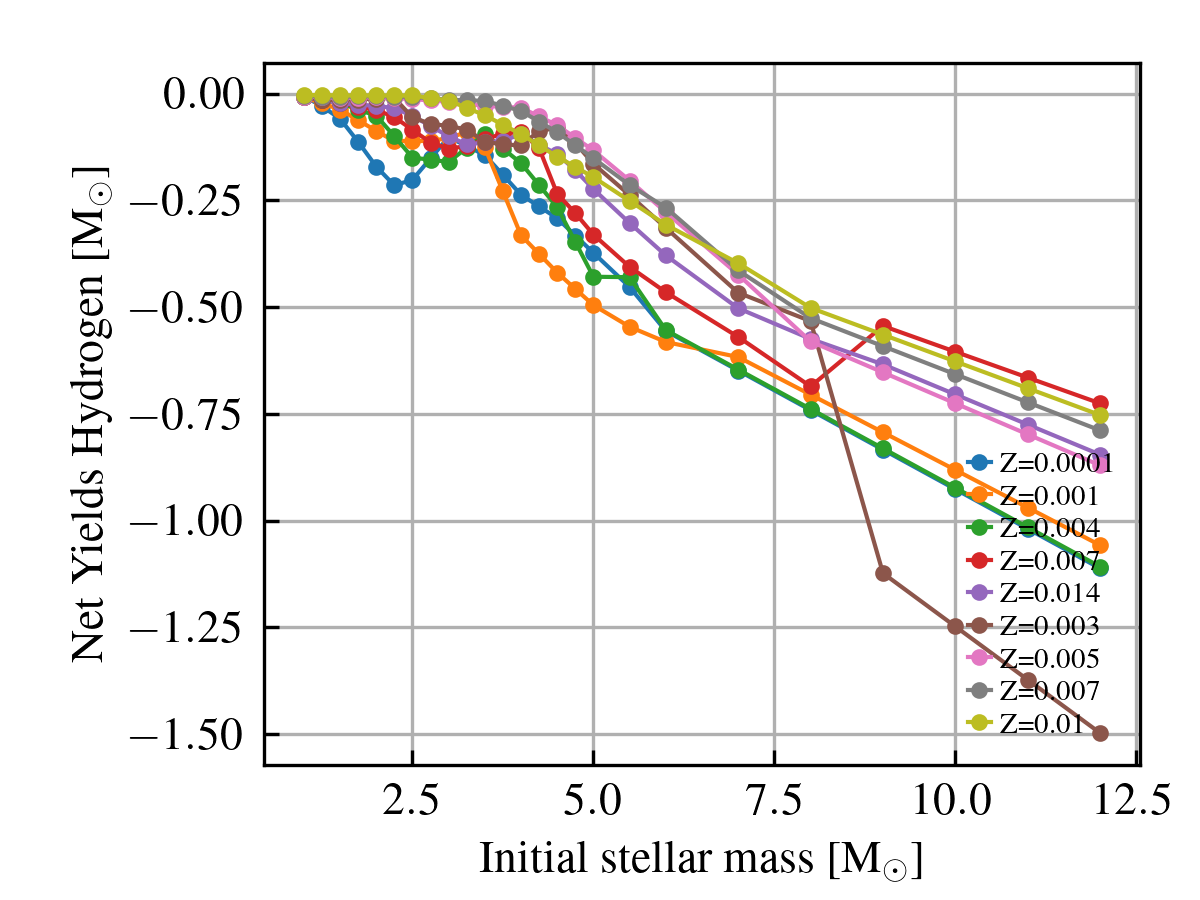 0.00
−0.25
−0.50
−0.75
−1.00
−1.25
−1.50
Net Yields Hydrogen [M☉]
Z=0.0001
Z=0.001
Z=0.004
Z=0.007
Z=0.014
Z=0.003
Z=0.005
Z=0.007
Z=0.01
2.5 5.0 7.5 10.0 12.5
Initial stellar mass [M☉]